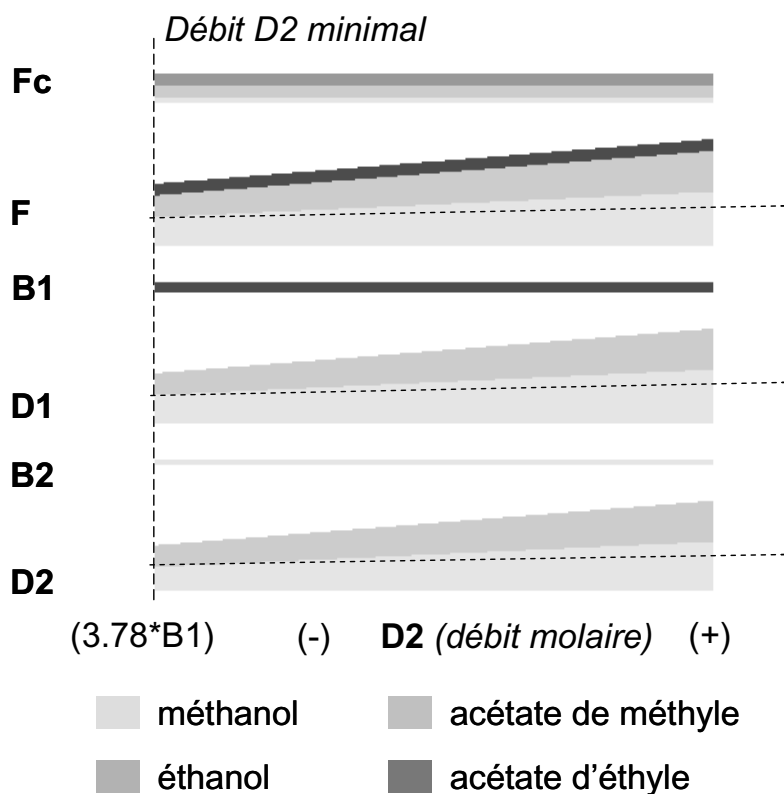 Débit D2 minimal
Fc
F
B1
D1
B2
D2
(3.78*B1) (-) D2 (débit molaire) (+)
méthanol acétate de méthyle
éthanol acétate d'éthyle